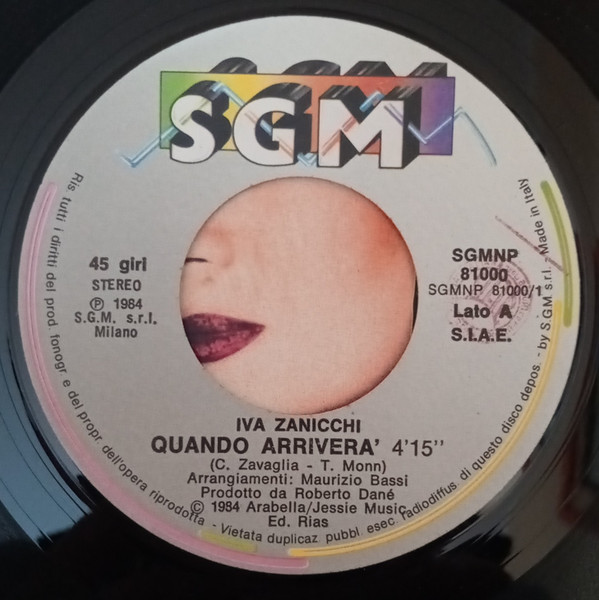 SGM
45 giri
STEREO
℗ 1984
S.G.M. s.r.l.
Milano
SGMNP
81000
SGMNP 81000/1
Lato A
S.I.A.E.
IVA ZANICCHI
QUANDO ARRIVERA' 4'15''
(C. Zavaglia - T. Monn)
Arrangiamenti: Maurizio Bassi
Prodotto da Roberto Dané
© 1984 Arabella/Jessie Music
Ed. Rias
Ris. tutti i diritti del prod. fonogr. e del propr. dell'opera riprodotta - Vietata duplicaz. pubbl. esec. radiodiffus. di questo disco depos. - by S.GM s.r.l. - Made in Italy